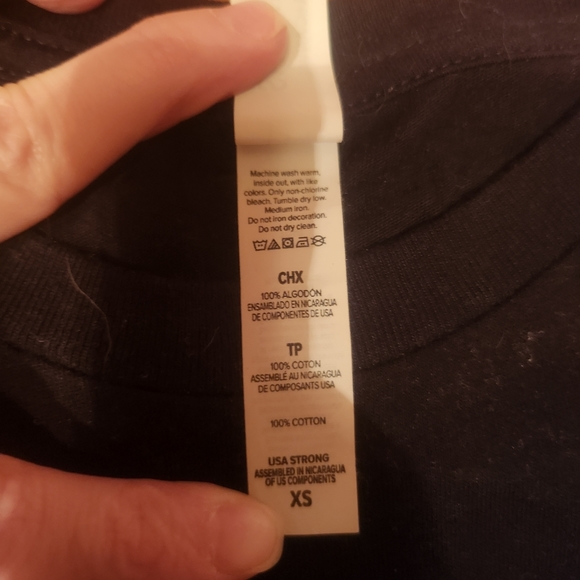 Machine wash warm,
inside out, with like
colors. Only non-chlorine
bleach. Tumble dry low.
Medium iron.
Do not iron decoration.
Do not dry clean.
CHX
100% ALGODÓN
ENSAMBLADO EN NICARAGUA
DE COMPONENTES DE USA
TP
100% COTON
ASSEMBLÉ AU NICARAGUA
DE COMPOSANTS USA
100% COTTON
USA STRONG
ASSEMBLED IN NICARAGUA
OF US COMPONENTS
XS